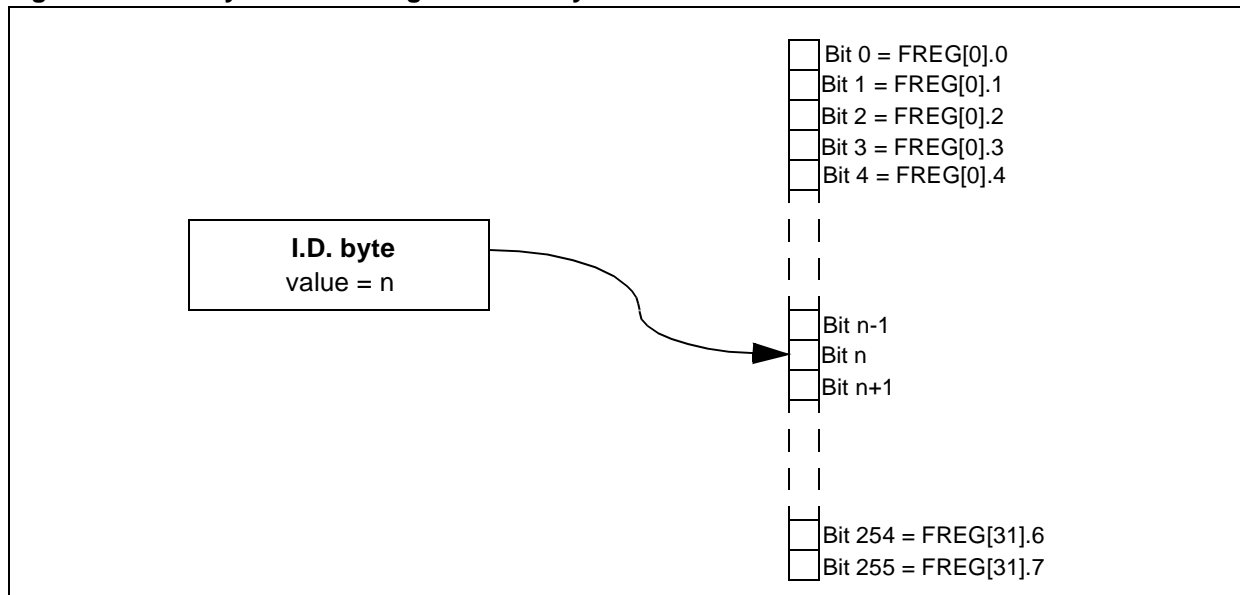 Bit 0 = FREG[0].0
Bit 1 = FREG[0].1
Bit 2 = FREG[0].2
Bit 3 = FREG[0].3
Bit 4 = FREG[0].4
I.D. byte
value = n
Bit n-1
Bit n
Bit n+1
Bit 254 = FREG[31].6
Bit 255 = FREG[31].7